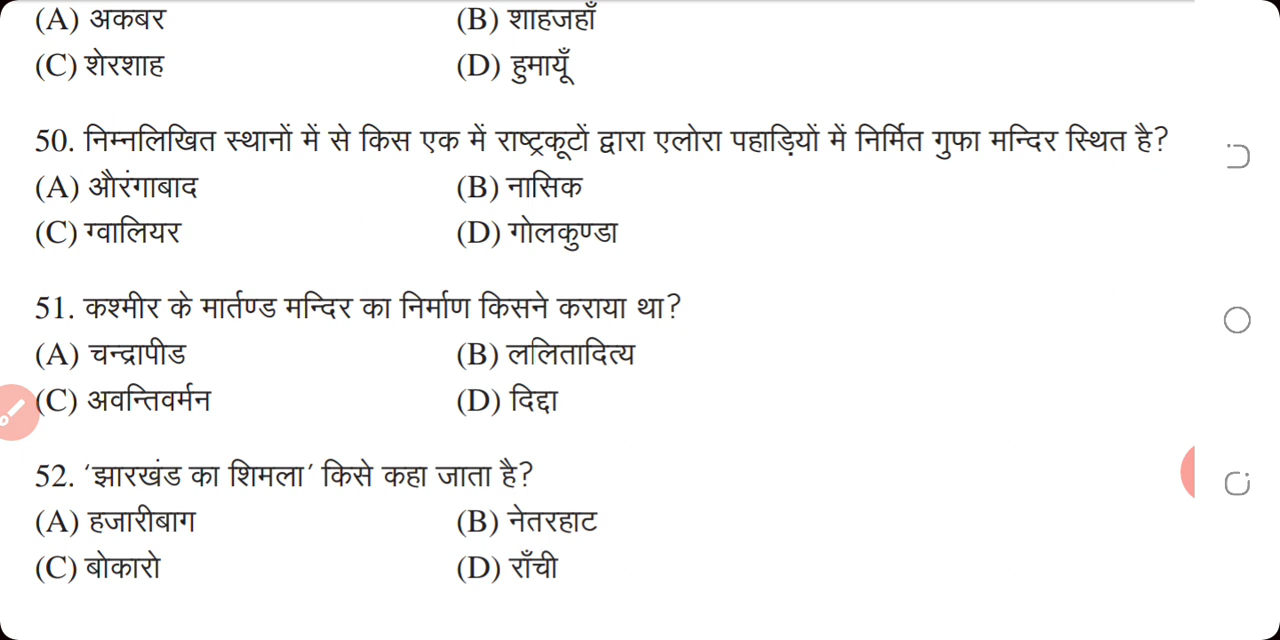 (A) अकबर (B) शाहजहाँ
(C) शेरशाह (D) हुमायूँ
50. निम्नलिखित स्थानों में से किस एक में राष्ट्रकूटों द्वारा एलोरा पहाड़ियों में निर्मित गुफा मन्दिर स्थित है?
(A) औरंगाबाद (B) नासिक
(C) ग्वालियर (D) गोलकुण्डा
51. कश्मीर के मार्तण्ड मन्दिर का निर्माण किसने कराया था?
(A) चन्द्रापीड (B) ललितादित्य
(C) अवन्तिवर्मन (D) दिद्दा
52. ‘झारखंड का शिमला’ किसे कहा जाता है?
(A) हजारीबाग (B) नेतरहाट
(C) बोकारो (D) राँची